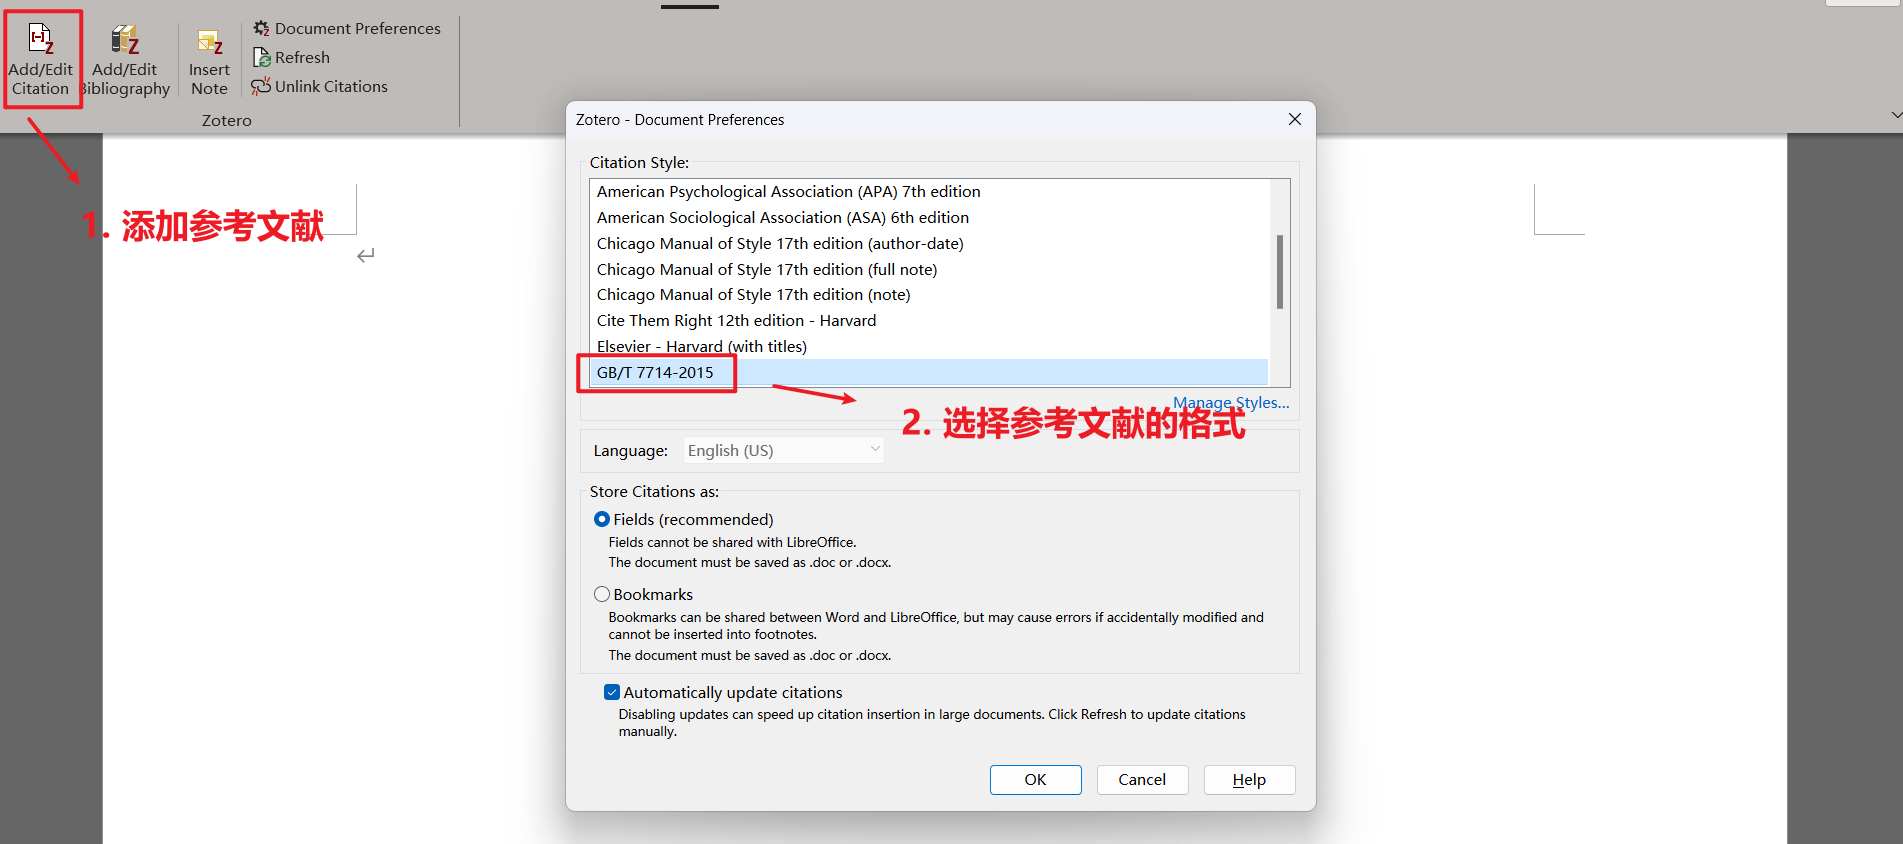 Add/Edit
Citation
Add/Edit
Bibliography
Insert
Note
Document Preferences
Refresh
Unlink Citations
Zotero
1. 添加参考文献
Zotero - Document Preferences
Citation Style:
American Psychological Association (APA) 7th edition
American Sociological Association (ASA) 6th edition
Chicago Manual of Style 17th edition (author-date)
Chicago Manual of Style 17th edition (full note)
Chicago Manual of Style 17th edition (note)
Cite Them Right 12th edition - Harvard
Elsevier - Harvard (with titles)
GB/T 7714-2015
Manage Styles...
2. 选择参考文献的格式
Language: English (US)
Store Citations as:
Fields (recommended)
Fields cannot be shared with LibreOffice.
The document must be saved as .doc or .docx.
Bookmarks
Bookmarks can be shared between Word and LibreOffice, but may cause errors if accidentally modified and
cannot be inserted into footnotes.
The document must be saved as .doc or .docx.
Automatically update citations
Disabling updates can speed up citation insertion in large documents. Click Refresh to update citations
manually.
OK Cancel Help